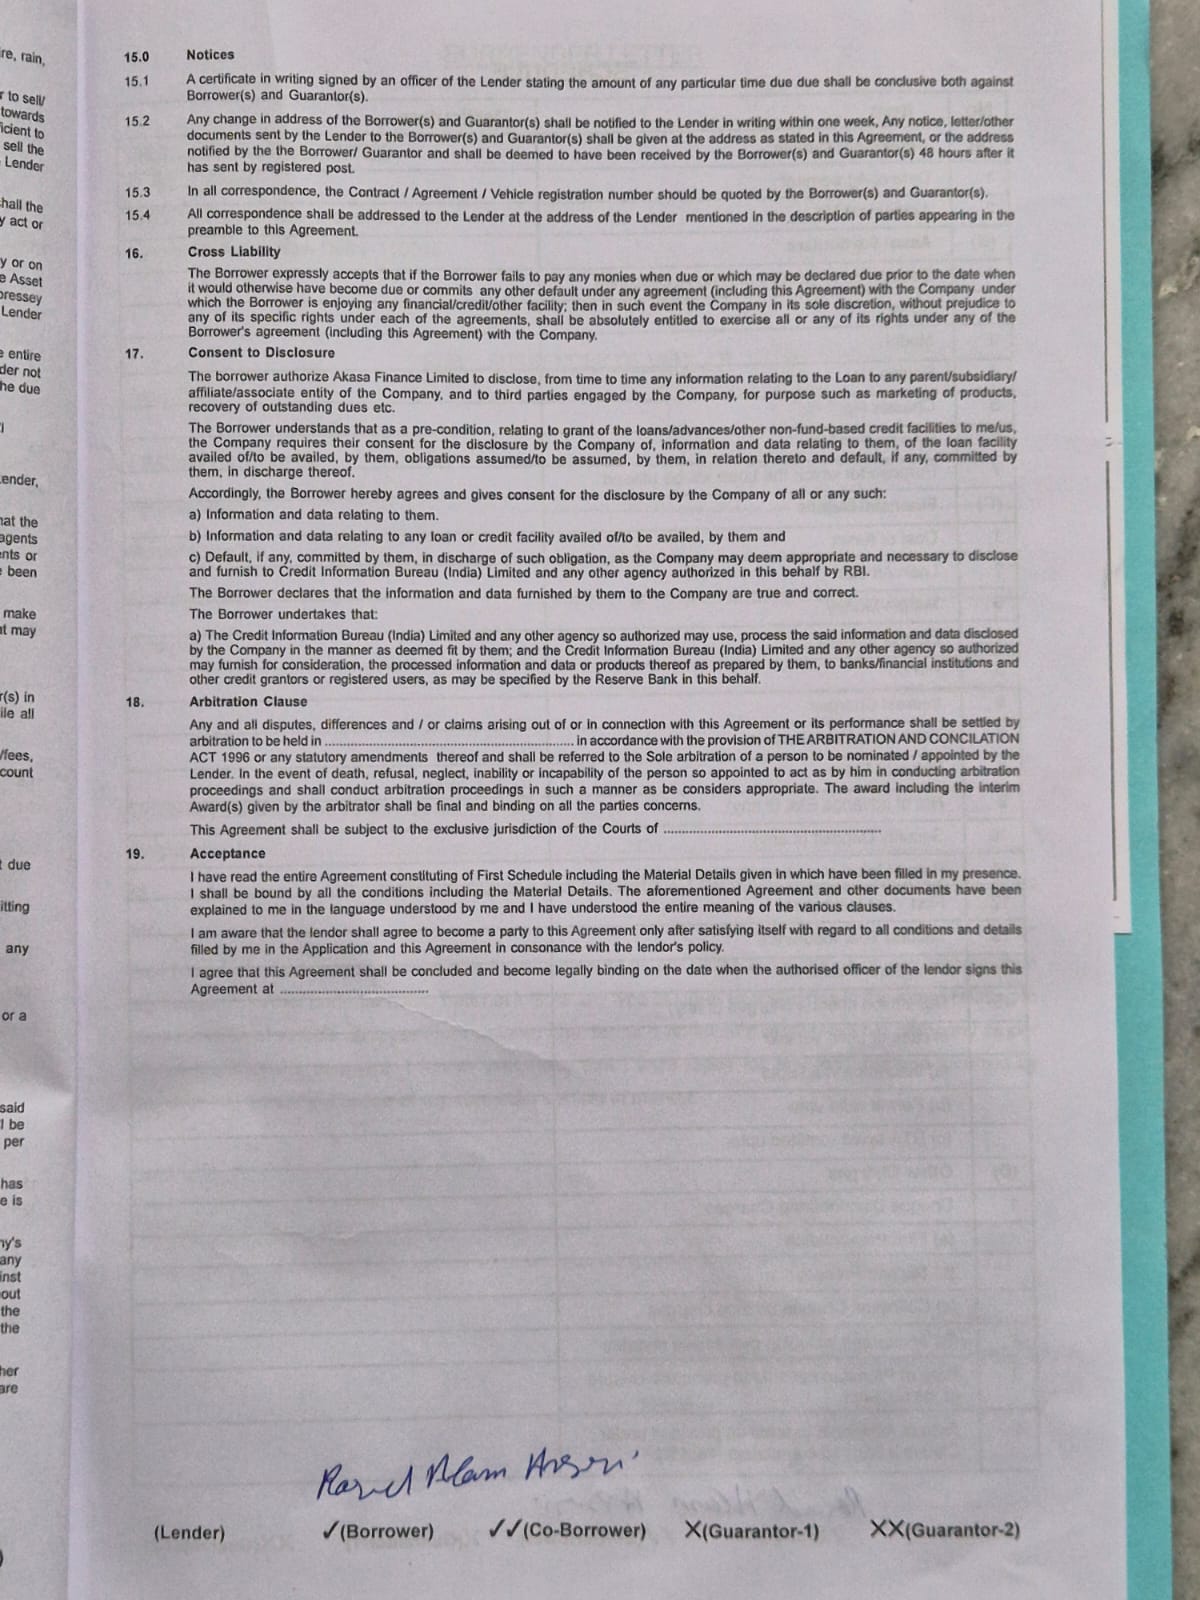 re, rain,
r to sell/
towards
icient to
sell the
Lender
hall the
y act or
y or on
e Asset
pressey
Lender
e entire
der not
he due
ender,
hat the
agents
ents or
been
make
at may
r(s) in
ile all
/fees,
count
t due
itting
any
or a
said
l be
per
has
e is
ny's
any
inst
out
the
the
her
are
15.0 Notices
15.1 A certificate in writing signed by an officer of the Lender stating the amount of any particular time due due shall be conclusive both against
Borrower(s) and Guarantor(s).
15.2 Any change in address of the Borrower(s) and Guarantor(s) shall be notified to the Lender in writing within one week, Any notice, letter/other
documents sent by the Lender to the Borrower(s) and Guarantor(s) shall be given at the address as stated in this Agreement, or the address
notified by the the Borrower/ Guarantor and shall be deemed to have been received by the Borrower(s) and Guarantor(s) 48 hours after it
has sent by registered post.
15.3 In all correspondence, the Contract / Agreement / Vehicle registration number should be quoted by the Borrower(s) and Guarantor(s).
15.4 All correspondence shall be addressed to the Lender at the address of the Lender mentioned in the description of parties appearing in the
preamble to this Agreement.
16. Cross Liability
The Borrower expressly accepts that if the Borrower fails to pay any monies when due or which may be declared due prior to the date when
it would otherwise have become due or commits any other default under any agreement (including this Agreement) with the Company under
which the Borrower is enjoying any financial/credit/other facility; then in such event the Company in its sole discretion, without prejudice to
any of its specific rights under each of the agreements, shall be absolutely entitled to exercise all or any of its rights under any of the
Borrower's agreement (including this Agreement) with the Company.
17. Consent to Disclosure
The borrower authorize Akasa Finance Limited to disclose, from time to time any information relating to the Loan to any parent/subsidiary/
affiliate/associate entity of the Company, and to third parties engaged by the Company, for purpose such as marketing of products,
recovery of outstanding dues etc.
The Borrower understands that as a pre-condition, relating to grant of the loans/advances/other non-fund-based credit facilities to me/us,
the Company requires their consent for the disclosure by the Company of, information and data relating to them, of the loan facility
availed of/to be availed, by them, obligations assumed/to be assumed, by them, in relation thereto and default, if any, committed by
them, in discharge thereof.
Accordingly, the Borrower hereby agrees and gives consent for the disclosure by the Company of all or any such:
a) Information and data relating to them.
b) Information and data relating to any loan or credit facility availed of/to be availed, by them and
c) Default, if any, committed by them, in discharge of such obligation, as the Company may deem appropriate and necessary to disclose
and furnish to Credit Information Bureau (India) Limited and any other agency authorized in this behalf by RBI.
The Borrower declares that the information and data furnished by them to the Company are true and correct.
The Borrower undertakes that:
a) The Credit Information Bureau (India) Limited and any other agency so authorized may use, process the said information and data disclosed
by the Company in the manner as deemed fit by them; and the Credit Information Bureau (India) Limited and any other agency so authorized
may furnish for consideration, the processed information and data or products thereof as prepared by them, to banks/financial institutions and
other credit grantors or registered users, as may be specified by the Reserve Bank in this behalf.
18. Arbitration Clause
Any and all disputes, differences and / or claims arising out of or in connection with this Agreement or its performance shall be settled by
arbitration to be held in ........................................................................ in accordance with the provision of THE ARBITRATION AND CONCILATION
ACT 1996 or any statutory amendments thereof and shall be referred to the Sole arbitration of a person to be nominated / appointed by the
Lender. In the event of death, refusal, neglect, inability or incapability of the person so appointed to act as by him in conducting arbitration
proceedings and shall conduct arbitration proceedings in such a manner as be considers appropriate. The award including the interim
Award(s) given by the arbitrator shall be final and binding on all the parties concerns.
This Agreement shall be subject to the exclusive jurisdiction of the Courts of ...............................................................
19. Acceptance
I have read the entire Agreement constituting of First Schedule including the Material Details given in which have been filled in my presence.
I shall be bound by all the conditions including the Material Details. The aforementioned Agreement and other documents have been
explained to me in the language understood by me and I have understood the entire meaning of the various clauses.
I am aware that the lendor shall agree to become a party to this Agreement only after satisfying itself with regard to all conditions and details
filled by me in the Application and this Agreement in consonance with the lendor's policy.
I agree that this Agreement shall be concluded and become legally binding on the date when the authorised officer of the lendor signs this
Agreement at ...........................................
Alam
(Lender) ✓(Borrower) ✓✓(Co-Borrower) X(Guarantor-1) XX(Guarantor-2)